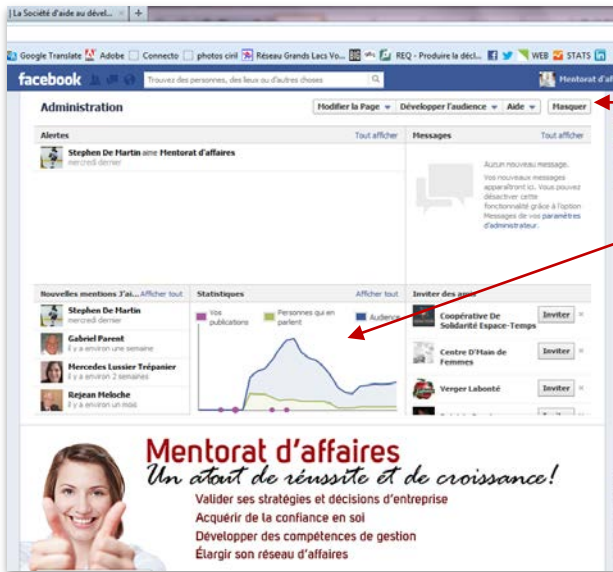 La Société d'aide au dével...
Google Translate Adobe Connecto photos ciril Réseau Grands Lacs Vo... REQ - Produire la décl... WEB STATS
facebook Trouvez des personnes, des lieux ou d'autres choses Mentorat d'af
Administration Modifier la Page Développer l'audience Aide Masquer
Alertes Tout afficher Messages Tout afficher
Stephen De Martin aime Mentorat d'affaires
mercredi dernier
Aucun nouveau message.
Vos nouveaux messages
apparaîtront ici. Vous pouvez
désactiver cette
fonctionnalité grâce à l'option
Messages de vos paramètres
d'administrateur.
Nouvelles mentions J'ai... Afficher tout Statistiques Afficher tout Inviter des amis
Stephen De Martin
mercredi dernier
Gabriel Parent
il y a environ une semaine
Mercedes Lussier Trépanier
il y a environ 2 semaines
Rejean Meloche
il y a environ un mois
Vos publications Personnes qui en parlent Audience
Coopérative De Solidarité Espace-Temps Inviter
Centre D'Main de Femmes Inviter
Verger Labonté Inviter
Mentorat d'affaires
Un atout de réussite et de croissance!
Valider ses stratégies et décisions d'entreprise
Acquérir de la confiance en soi
Développer des compétences de gestion
Élargir son réseau d'affaires